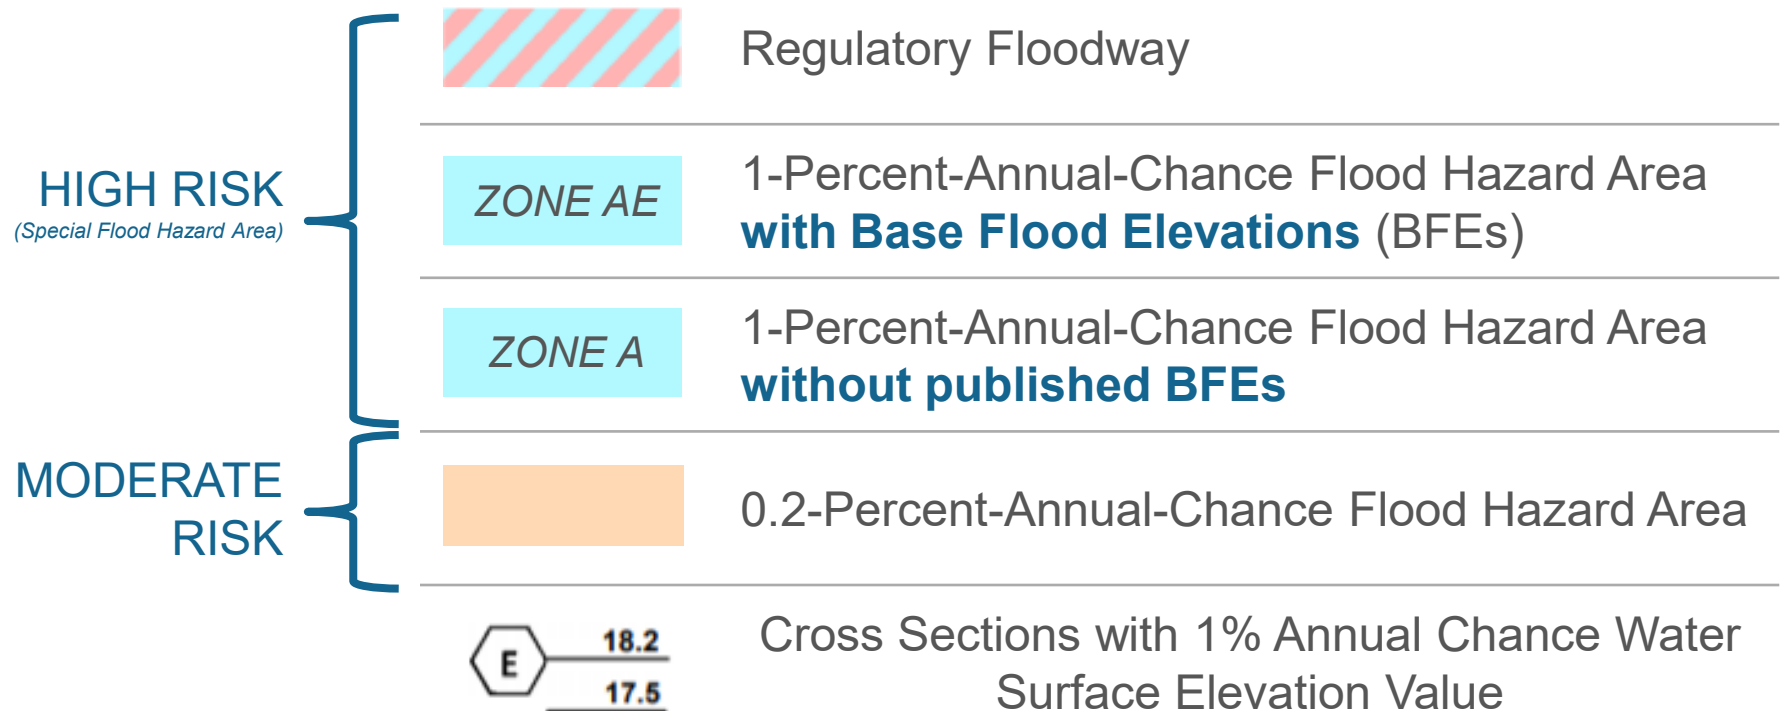 Regulatory Floodway
HIGH RISK
(Special Flood Hazard Area)
ZONE AE
1-Percent-Annual-Chance Flood Hazard Area
with Base Flood Elevations (BFEs)
ZONE A
1-Percent-Annual-Chance Flood Hazard Area
without published BFEs
MODERATE
RISK
0.2-Percent-Annual-Chance Flood Hazard Area
E
18.2
17.5
Cross Sections with 1% Annual Chance Water
Surface Elevation Value